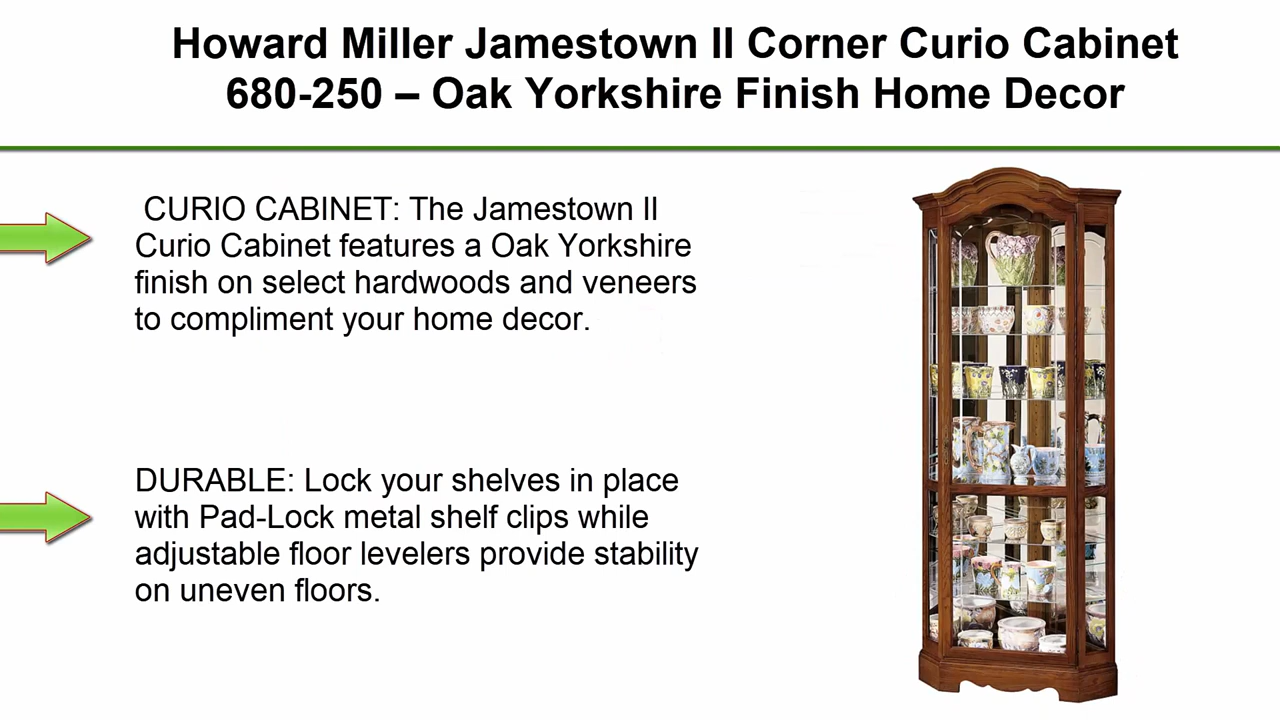 Howard Miller Jamestown II Corner Curio Cabinet
680-250 – Oak Yorkshire Finish Home Decor
CURIO CABINET: The Jamestown II
Curio Cabinet features a Oak Yorkshire
finish on select hardwoods and veneers
to compliment your home decor.
DURABLE: Lock your shelves in place
with Pad-Lock metal shelf clips while
adjustable floor levelers provide stability
on uneven floors.